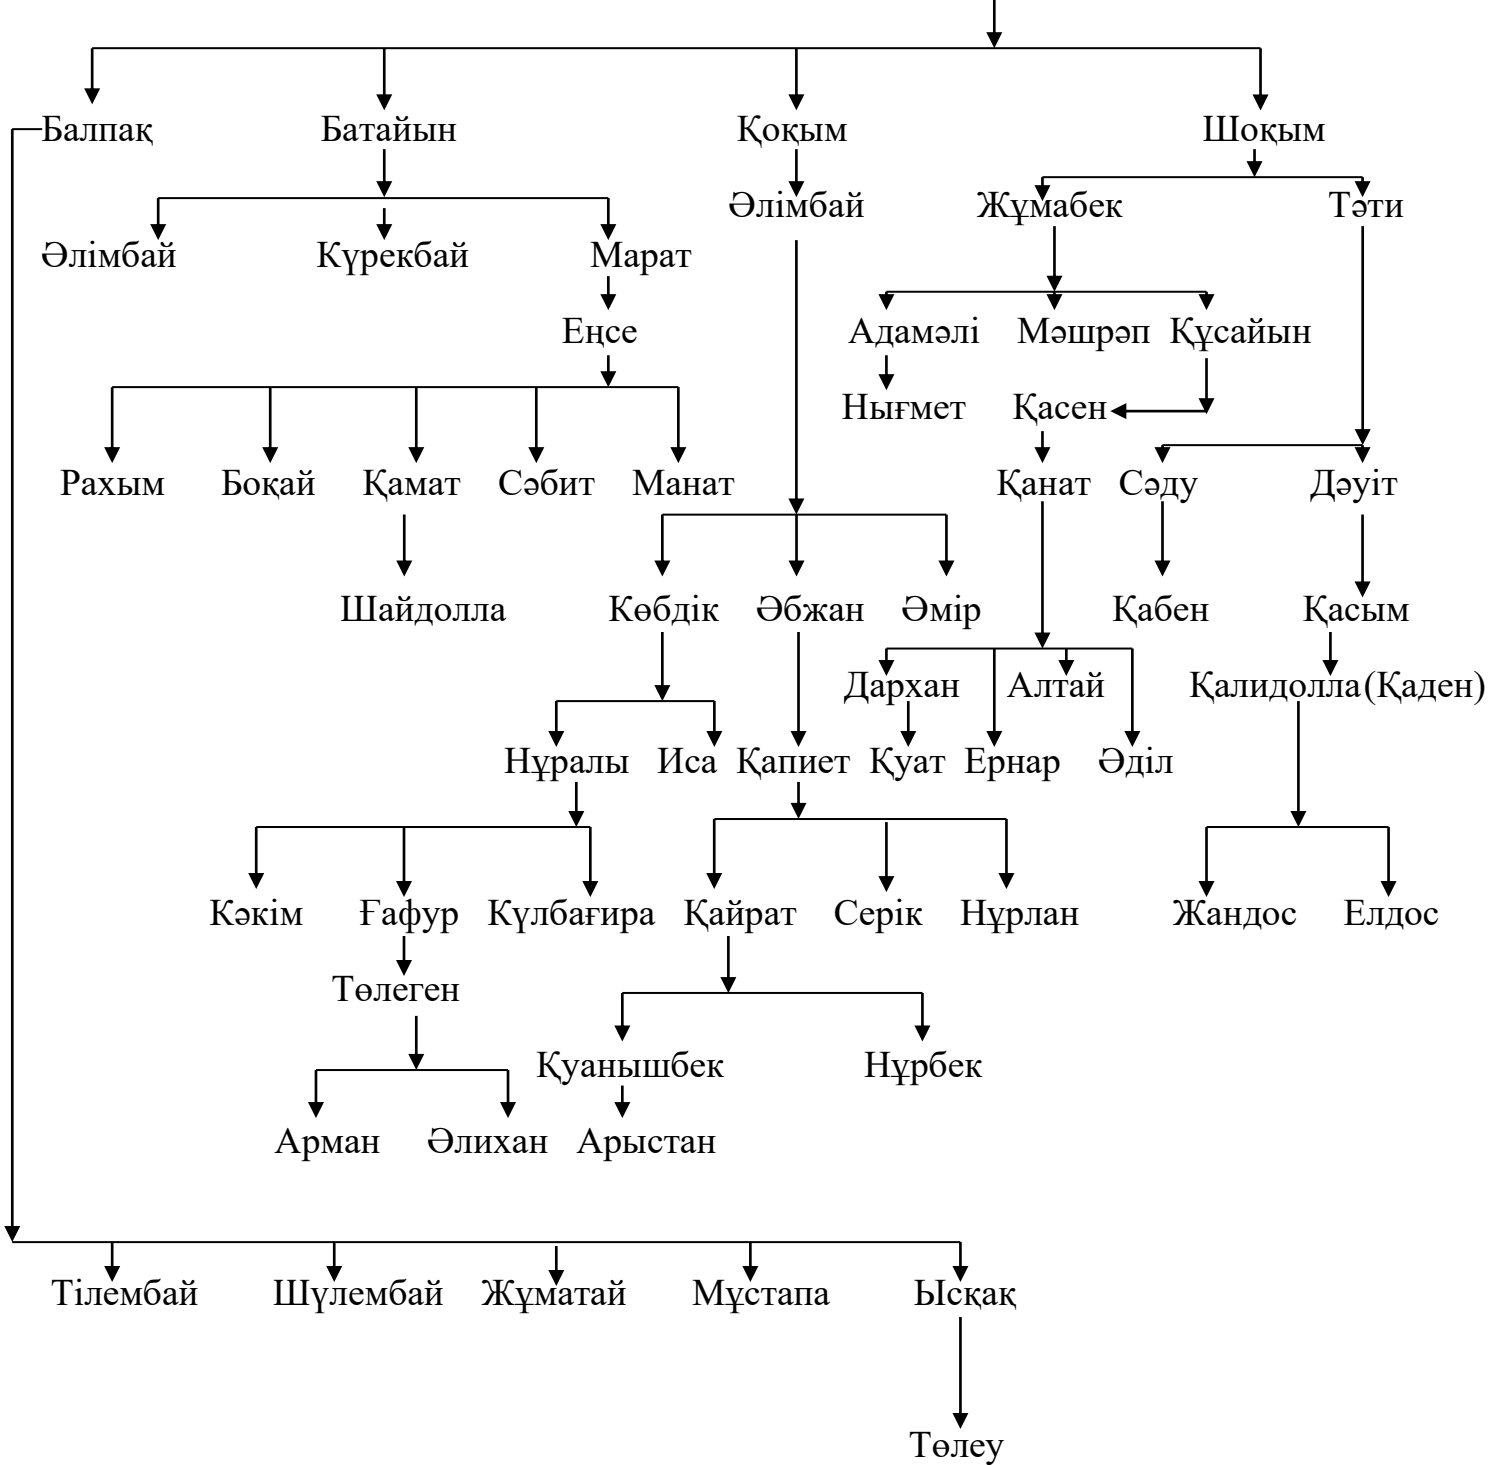 Балпақ Батайын Қоқым Шоқым
Әлімбай Жұмабек Тәти
Әлімбай Күрекбай Марат
Еңсе Адамәлі Мәшрәп Құсайын
Нығмет Қасен
Рахым Боқай Қамат Сәбит Манат Қанат Сәду Дәуіт
Шайдолла Көбдік Әбжан Әмір Қабен Қасым
Дархан Алтай Қалидолла(Қаден)
Нұралы Иса Қапиет Қуат Ернар Әділ
Кәкім Ғафур Күлбағира Қайрат Серік Нұрлан Жандос Елдос
Төлеген
Қуанышбек Нұрбек
Арман Әлихан Арыстан
Тілембай Шүлембай Жұматай Мұстапа Ысқақ
Төлеу